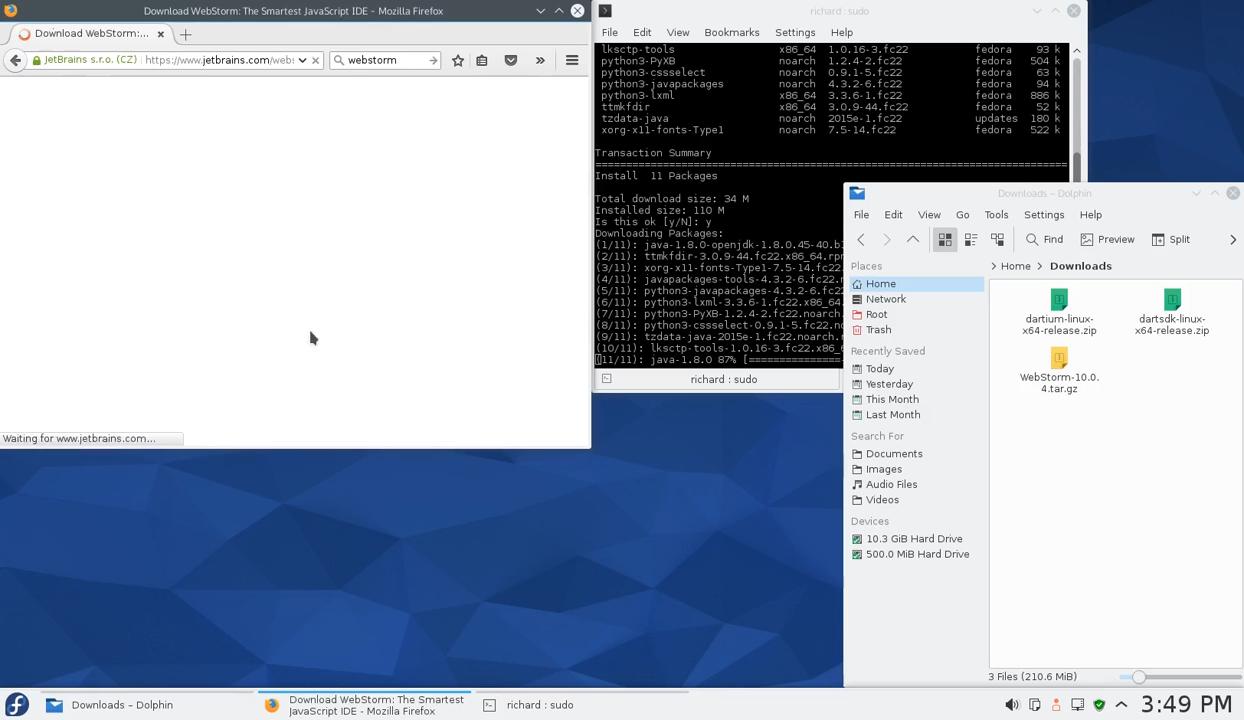 Download WebStorm: The Smartest JavaScript IDE - Mozilla Firefox
Download WebStorm:...
JetBrains s.r.o. (CZ)
https://www.jetbrains.com/webs
webstorm
Waiting for www.jetbrains.com...
richard : sudo
File Edit View Bookmarks Settings Help
lksctp-tools x86_64 1.0.16-3.fc22 fedora 93 k
python3-PyXB noarch 1.2.4-2.fc22 fedora 504 k
python3-cssselect noarch 0.9.1-5.fc22 fedora 63 k
python3-javapackages noarch 4.3.2-6.fc22 fedora 94 k
python3-lxml x86_64 3.3.6-1.fc22 fedora 886 k
ttmkfdir x86_64 3.0.9-44.fc22 fedora 52 k
tzdata-java noarch 2015e-1.fc22 updates 180 k
xorg-x11-fonts-Type1 noarch 7.5-14.fc22 fedora 522 k
Transaction Summary
================================================================================
Install 11 Packages
Total download size: 34 M
Installed size: 110 M
Is this ok [y/N]: y
Downloading Packages:
(1/11): java-1.8.0-openjdk-1.8.0.45-40.b1
(2/11): ttmkfdir-3.0.9-44.fc22.x86_64.rpm
(3/11): xorg-x11-fonts-Type1-7.5-14.fc22.
(4/11): javapackages-tools-4.3.2-6.fc22.n
(5/11): python3-javapackages-4.3.2-6.fc22
(6/11): python3-lxml-3.3.6-1.fc22.x86_64.
(7/11): python3-PyXB-1.2.4-2.fc22.noarch.
(8/11): python3-cssselect-0.9.1-5.fc22.no
(9/11): tzdata-java-2015e-1.fc22.noarch.r
(10/11): lksctp-tools-1.0.16-3.fc22.x86_6
(11/11): java-1.8.0 87% [===============
richard : sudo
Downloads – Dolphin
File Edit View Go Tools Settings Help
Find Preview Split
Places
Home
Network
Root
Trash
Recently Saved
Today
Yesterday
This Month
Last Month
Search For
Documents
Images
Audio Files
Videos
Devices
10.3 GiB Hard Drive
500.0 MiB Hard Drive
Home Downloads
dartium-linux-
x64-release.zip
dartsdk-linux-
x64-release.zip
WebStorm-10.0.
4.tar.gz
3 Files (210.6 MiB)
Downloads – Dolphin
Download WebStorm: The Smartest
JavaScript IDE - Mozilla Firefox
richard : sudo
3:49 PM